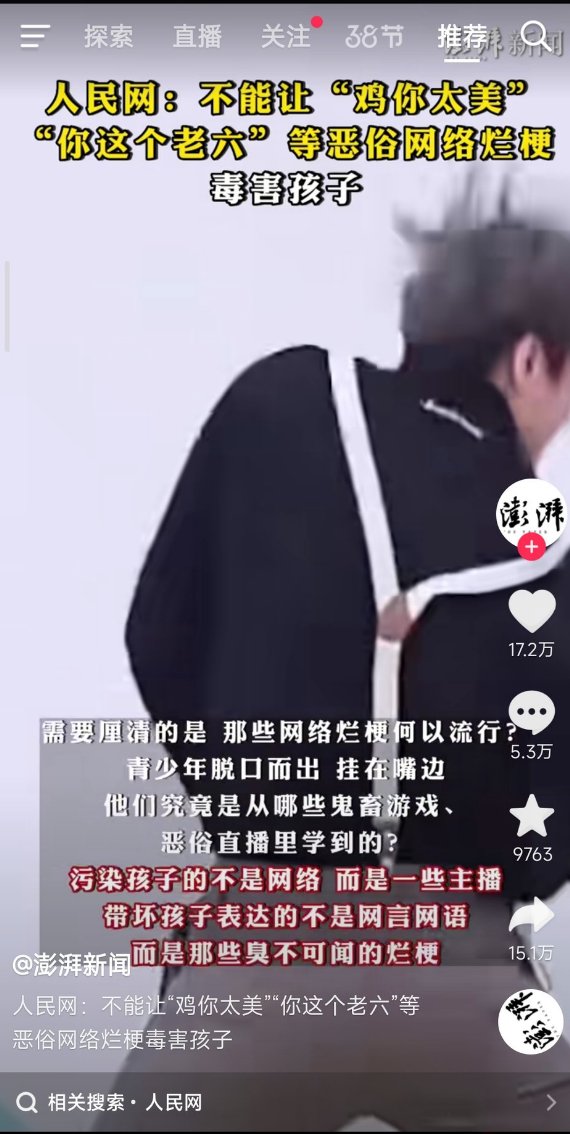 探索 直播 关注 38节 推荐
澎湃新闻
人民网：不能让“鸡你太美”
“你这个老六”等恶俗网络烂梗
毒害孩子
澎湃
17.2万
需要厘清的是 那些网络烂梗何以流行？
5.3万
青少年脱口而出 挂在嘴边
他们究竟是从哪些鬼畜游戏、
恶俗直播里学到的？
9763
污染孩子的不是网络 而是一些主播
带坏孩子表达的不是网言网语
而是那些臭不可闻的烂梗
15.1万
@澎湃新闻
人民网：不能让“鸡你太美”“你这个老六”等
恶俗网络烂梗毒害孩子
澎湃
相关搜索· 人民网